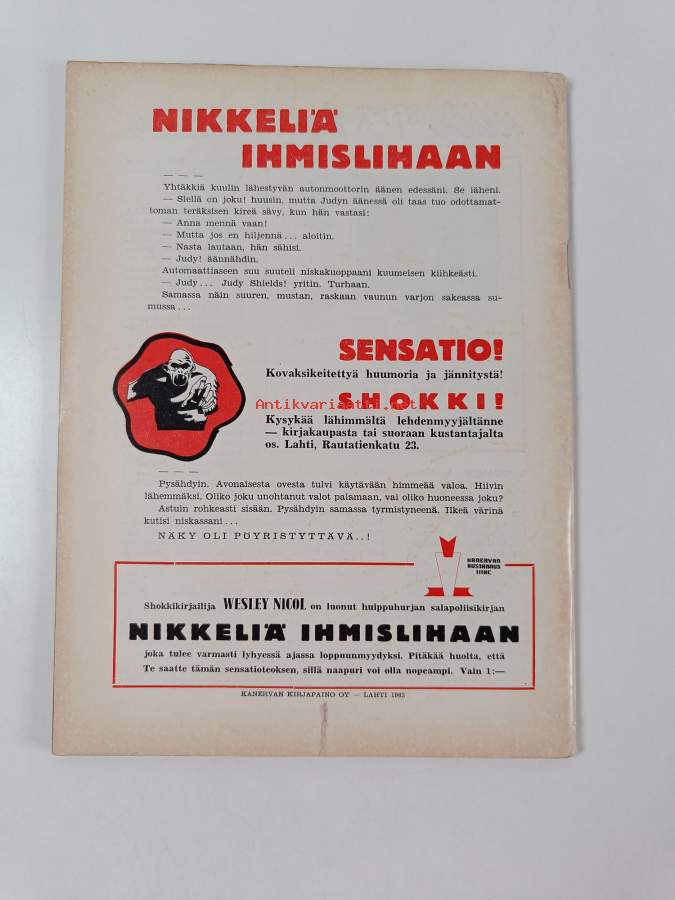 NIKKELIÄ
IHMISLIHAAN
— — —
Yhtäkkiä kuulin lähestyvän autonmoottorin äänen edessäni. Se läheni.
— Siellä on joku! huusin, mutta Judyn äänessä oli taas tuo odottamat-
toman teräksisen kireä sävy, kun hän vastasi:
— Anna mennä vaan!
— Mutta jos en hiljennä... aloitin.
— Nasta lautaan, hän sähisi.
— Judy! äännähdin.
Automaattiaseen suu suuteli niskakuoppaani kuumeisen kiihkeästi.
— Judy... Judy Shields! yritin. Turhaan.
Samassa näin suuren, mustan, raskaan vaunun varjon sakeassa su-
mussa...
SENSATIO!
Kovaksikeitettyä huumoria ja jännitystä!
Antikvariaatti.net
SHOKKI!
Kysykää lähimmältä lehdenmyyjältänne
— kirjakaupasta tai suoraan kustantajalta
os. Lahti, Rautatienkatu 23.
— — —
Pysähdyin. Avonaisesta ovesta tulvi käytävään himmeää valoa. Hiivin
lähemmäksi. Oliko joku unohtanut valot palamaan, vai oliko huoneessa joku?
Astuin rohkeasti sisään. Pysähdyin samassa tyrmistyneenä. Ilkeä värinä
kutisi niskassani...
NÄKY OLI PÖYRISTYTTÄVÄ..!
KANERVAN
KUSTANNUS
LIIKE
Shokkikirjailija WESLEY NICOL on luonut huippuhurjan salapoliisikirjan
NIKKELIÄ IHMISLIHAAN
joka tulee varmasti lyhyessä ajassa loppuunmyydyksi. Pitäkää huolta, että
Te saatte tämän sensatioteoksen, sillä naapuri voi olla nopeampi. Vain 1:—
KANERVAN KIRJAPAINO OY — LAHTI 1963